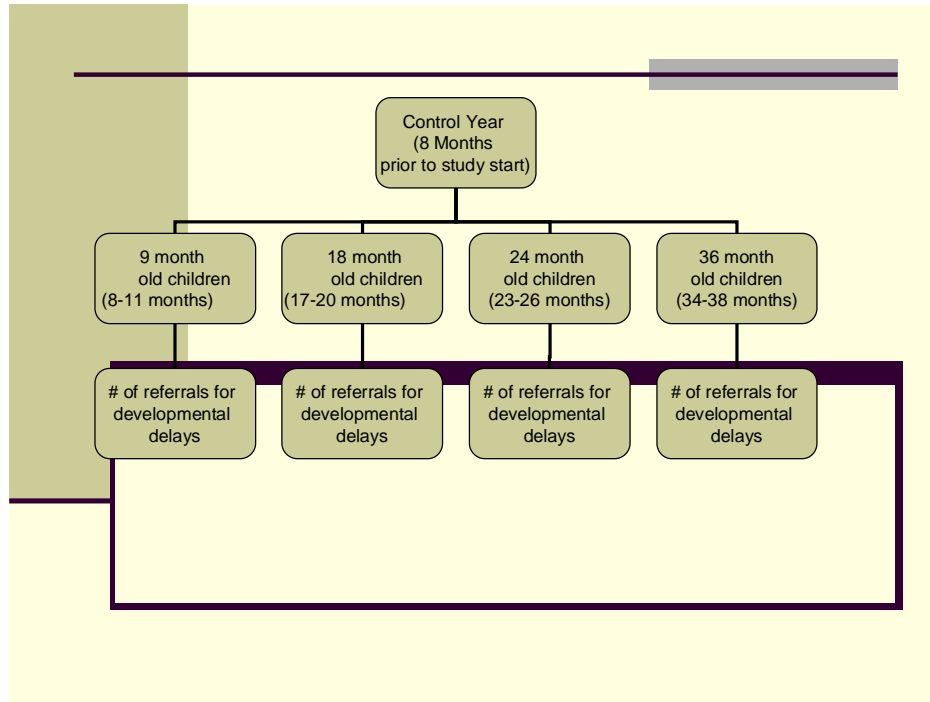 Control Year
(8 Months
prior to study start)
9 month
old children
(8-11 months)
18 month
old children
(17-20 months)
24 month
old children
(23-26 months)
36 month
old children
(34-38 months)
# of referrals for
developmental
delays
# of referrals for
developmental
delays
# of referrals for
developmental
delays
# of referrals for
developmental
delays